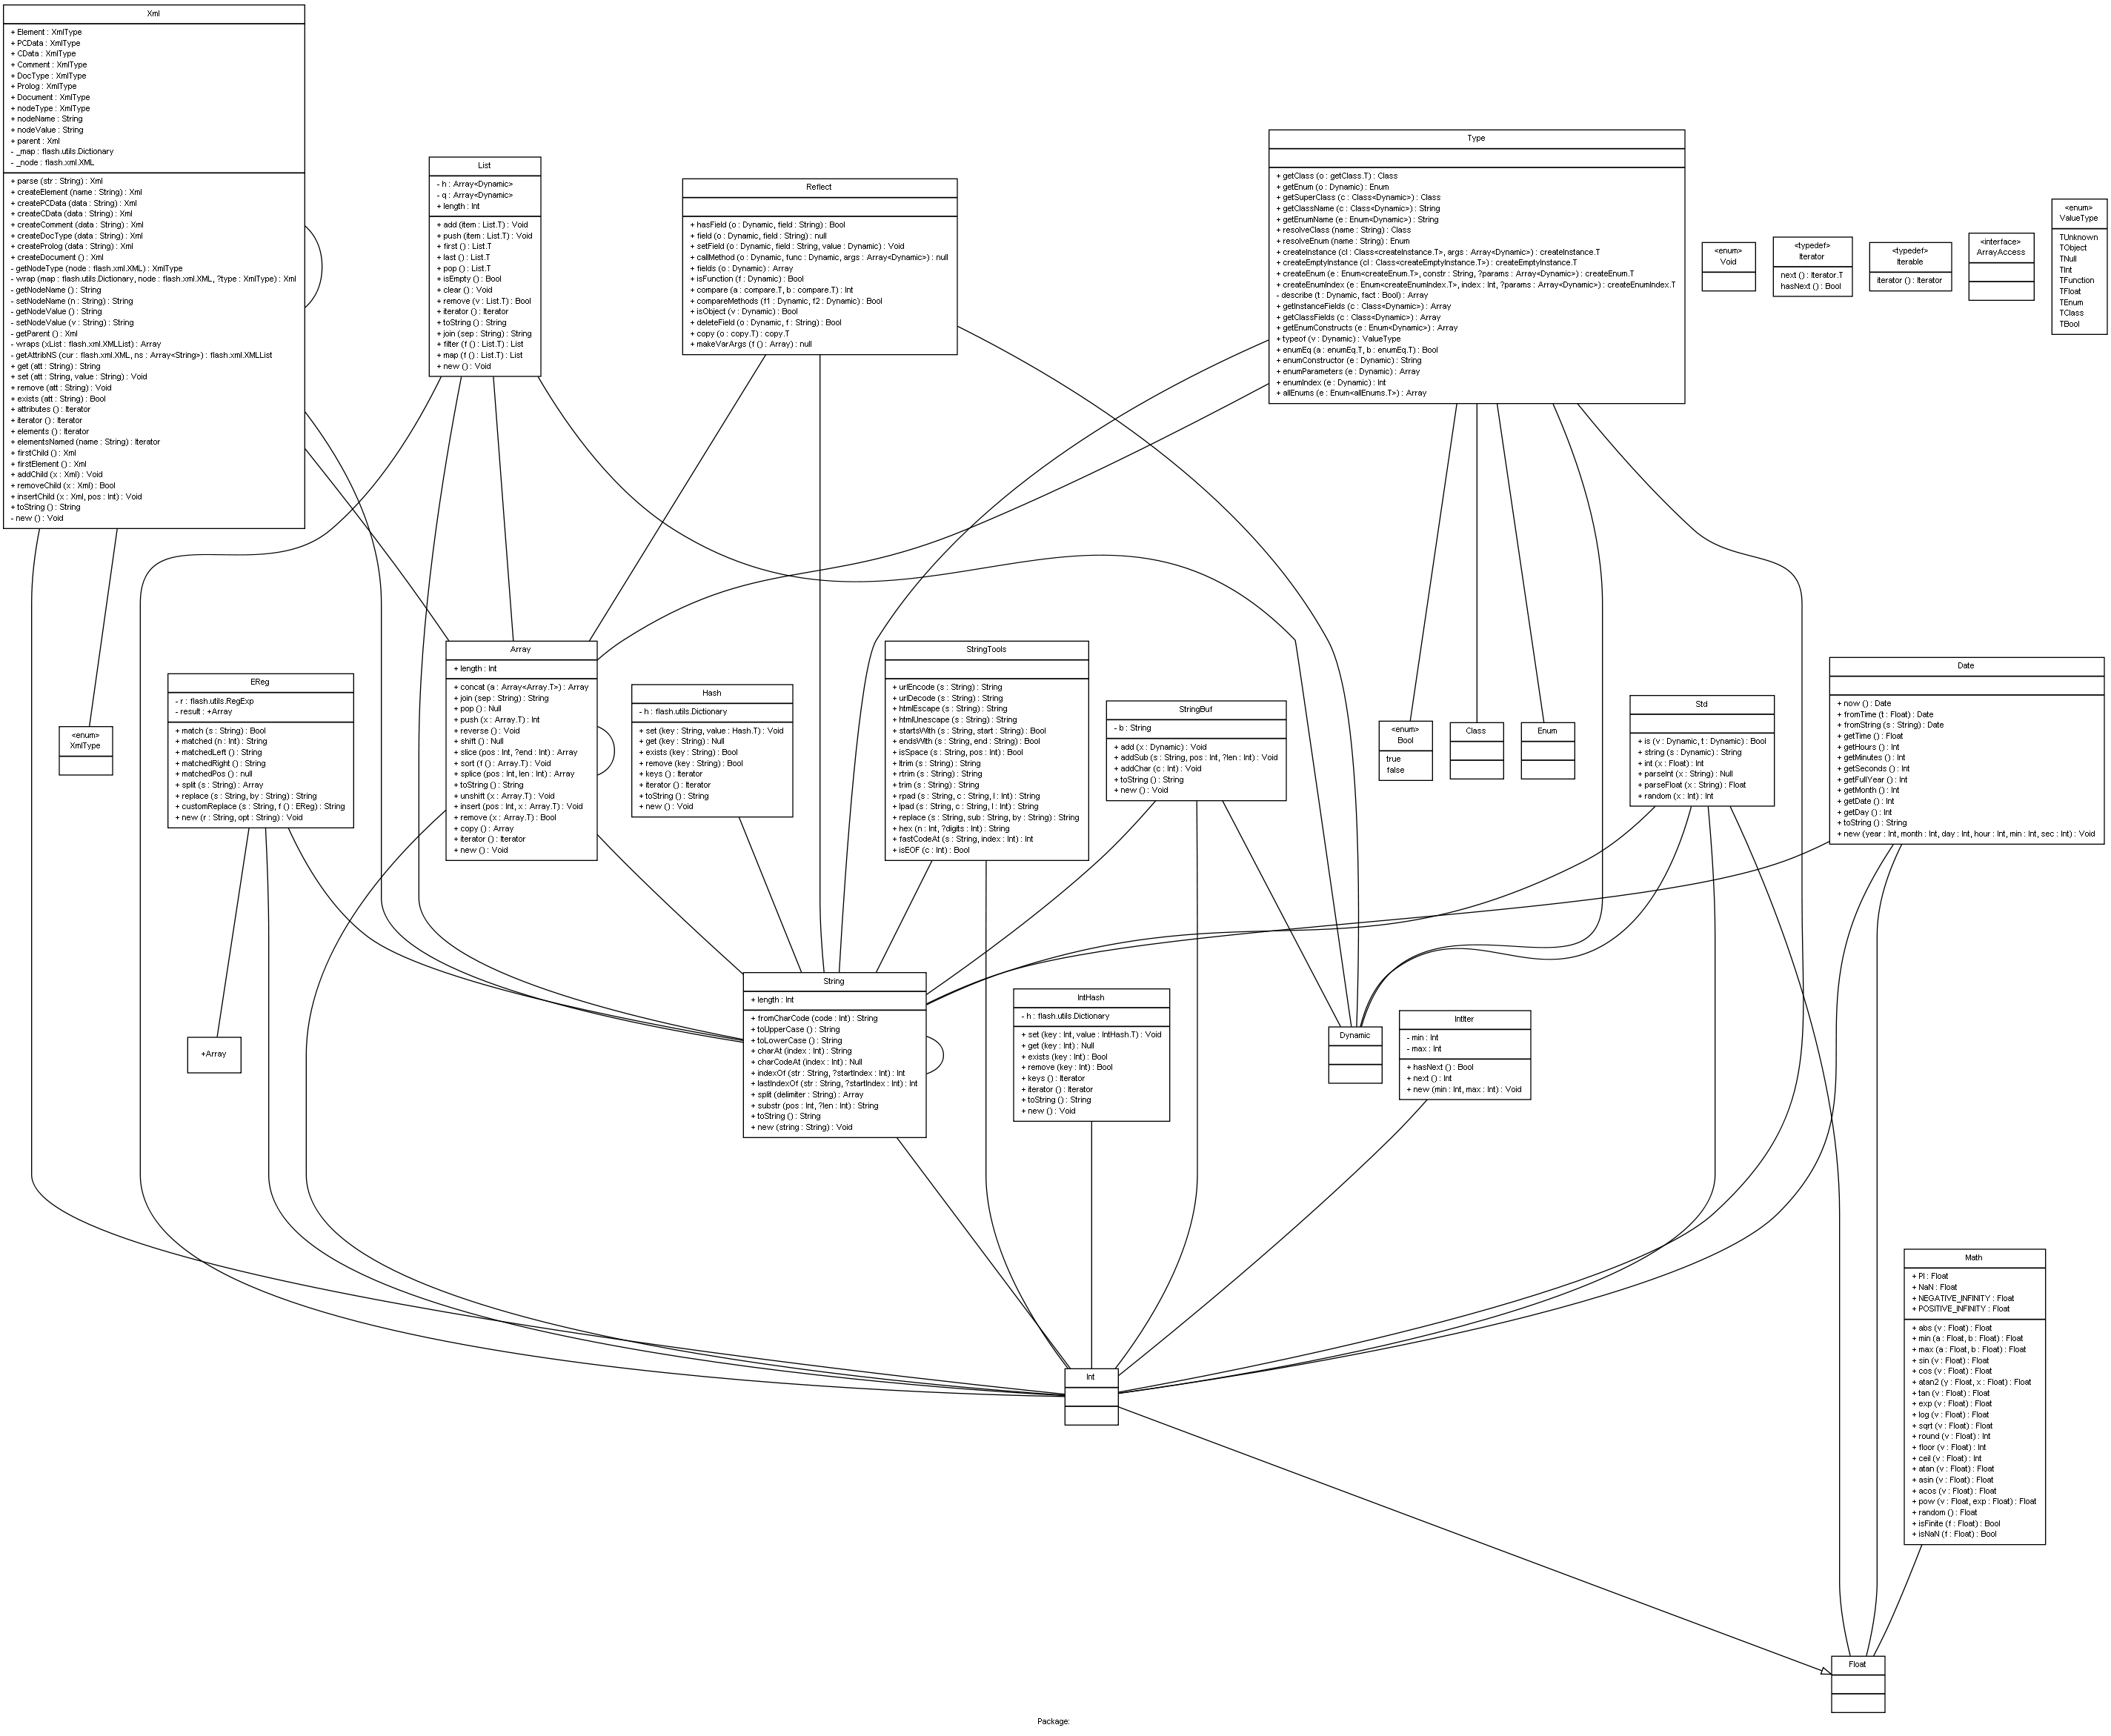 Xml
+ Element : XmlType
+ PCData : XmlType
+ CData : XmlType
+ Comment : XmlType
+ DocType : XmlType
+ Prolog : XmlType
+ Document : XmlType
+ nodeType : XmlType
+ nodeName : String
+ nodeValue : String
+ parent : Xml
- _map : flash.utils.Dictionary
- _node : flash.xml.XML
+ parse (str : String) : Xml
+ createElement (name : String) : Xml
+ createPCData (data : String) : Xml
+ createCData (data : String) : Xml
+ createComment (data : String) : Xml
+ createDocType (data : String) : Xml
+ createProlog (data : String) : Xml
+ createDocument () : Xml
- getNodeType (node : flash.xml.XML) : XmlType
- wrap (map : flash.utils.Dictionary, node : flash.xml.XML, ?type : XmlType) : Xml
- getNodeName () : String
- setNodeName (n : String) : String
- getNodeValue () : String
- setNodeValue (v : String) : String
- getParent () : Xml
- wraps (xList : flash.xml.XMLList) : Array
- getAttribNS (cur : flash.xml.XML, ns : Array<String>) : flash.xml.XMLList
+ get (att : String) : String
+ set (att : String, value : String) : Void
+ remove (att : String) : Void
+ exists (att : String) : Bool
+ attributes () : Iterator
+ iterator () : Iterator
+ elements () : Iterator
+ elementsNamed (name : String) : Iterator
+ firstChild () : Xml
+ firstElement () : Xml
+ addChild (x : Xml) : Void
+ removeChild (x : Xml) : Bool
+ insertChild (x : Xml, pos : Int) : Void
+ toString () : String
- new () : Void
List
- h : Array<Dynamic>
- q : Array<Dynamic>
+ length : Int
+ add (item : List.T) : Void
+ push (item : List.T) : Void
+ first () : List.T
+ last () : List.T
+ pop () : List.T
+ isEmpty () : Bool
+ clear () : Void
+ remove (v : List.T) : Bool
+ iterator () : Iterator
+ toString () : String
+ join (sep : String) : String
+ filter (f () : List.T) : List
+ map (f () : List.T) : List
+ new () : Void
Reflect
+ hasField (o : Dynamic, field : String) : Bool
+ field (o : Dynamic, field : String) : null
+ setField (o : Dynamic, field : String, value : Dynamic) : Void
+ callMethod (o : Dynamic, func : Dynamic, args : Array<Dynamic>) : null
+ fields (o : Dynamic) : Array
+ isFunction (f : Dynamic) : Bool
+ compare (a : compare.T, b : compare.T) : Int
+ compareMethods (f1 : Dynamic, f2 : Dynamic) : Bool
+ isObject (v : Dynamic) : Bool
+ deleteField (o : Dynamic, f : String) : Bool
+ copy (o : copy.T) : copy.T
+ makeVarArgs (f () : Array) : null
Type
+ getClass (o : getClass.T) : Class
+ getEnum (o : Dynamic) : Enum
+ getSuperClass (c : Class<Dynamic>) : Class
+ getClassName (c : Class<Dynamic>) : String
+ getEnumName (e : Enum<Dynamic>) : String
+ resolveClass (name : String) : Class
+ resolveEnum (name : String) : Enum
+ createInstance (cl : Class<createInstance.T>, args : Array<Dynamic>) : createInstance.T
+ createEmptyInstance (cl : Class<createEmptyInstance.T>) : createEmptyInstance.T
+ createEnum (e : Enum<createEnum.T>, constr : String, ?params : Array<Dynamic>) : createEnum.T
+ createEnumIndex (e : Enum<createEnumIndex.T>, index : Int, ?params : Array<Dynamic>) : createEnumIndex.T
- describe (t : Dynamic, fact : Bool) : Array
+ getInstanceFields (c : Class<Dynamic>) : Array
+ getClassFields (c : Class<Dynamic>) : Array
+ getEnumConstructs (e : Enum<Dynamic>) : Array
+ typeof (v : Dynamic) : ValueType
+ enumEq (a : enumEq.T, b : enumEq.T) : Bool
+ enumConstructor (e : Dynamic) : String
+ enumParameters (e : Dynamic) : Array
+ enumIndex (e : Dynamic) : Int
+ allEnums (e : Enum<allEnums.T>) : Array
<enum>
Void
<typedef>
Iterator
next () : Iterator.T
hasNext () : Bool
<typedef>
Iterable
iterator () : Iterator
<interface>
ArrayAccess
<enum>
ValueType
TUnknown
TObject
TNull
TInt
TFunction
TFloat
TEnum
TClass
TBool
EReg
- r : flash.utils.RegExp
- result : +Array
+ match (s : String) : Bool
+ matched (n : Int) : String
+ matchedLeft () : String
+ matchedRight () : String
+ matchedPos () : null
+ split (s : String) : Array
+ replace (s : String, by : String) : String
+ customReplace (s : String, f () : EReg) : String
+ new (r : String, opt : String) : Void
<enum>
XmlType
Array
+ length : Int
+ concat (a : Array<Array.T>) : Array
+ join (sep : String) : String
+ pop () : Null
+ push (x : Array.T) : Int
+ reverse () : Void
+ shift () : Null
+ slice (pos : Int, ?end : Int) : Array
+ sort (f () : Array.T) : Void
+ splice (pos : Int, len : Int) : Array
+ toString () : String
+ unshift (x : Array.T) : Void
+ insert (pos : Int, x : Array.T) : Void
+ remove (x : Array.T) : Bool
+ copy () : Array
+ iterator () : Iterator
+ new () : Void
Hash
- h : flash.utils.Dictionary
+ set (key : String, value : Hash.T) : Void
+ get (key : String) : Null
+ exists (key : String) : Bool
+ remove (key : String) : Bool
+ keys () : Iterator
+ iterator () : Iterator
+ toString () : String
+ new () : Void
StringTools
+ urlEncode (s : String) : String
+ urlDecode (s : String) : String
+ htmlEscape (s : String) : String
+ htmlUnescape (s : String) : String
+ startsWith (s : String, start : String) : Bool
+ endsWith (s : String, end : String) : Bool
+ isSpace (s : String, pos : Int) : Bool
+ ltrim (s : String) : String
+ rtrim (s : String) : String
+ trim (s : String) : String
+ rpad (s : String, c : String, l : Int) : String
+ lpad (s : String, c : String, l : Int) : String
+ replace (s : String, sub : String, by : String) : String
+ hex (n : Int, ?digits : Int) : String
+ fastCodeAt (s : String, index : Int) : Int
+ isEOF (c : Int) : Bool
StringBuf
- b : String
+ add (x : Dynamic) : Void
+ addSub (s : String, pos : Int, ?len : Int) : Void
+ addChar (c : Int) : Void
+ toString () : String
+ new () : Void
<enum>
Bool
true
false
Class
Enum
Std
+ is (v : Dynamic, t : Dynamic) : Bool
+ string (s : Dynamic) : String
+ int (x : Float) : Int
+ parseInt (x : String) : Null
+ parseFloat (x : String) : Float
+ random (x : Int) : Int
Date
+ now () : Date
+ fromTime (t : Float) : Date
+ fromString (s : String) : Date
+ getTime () : Float
+ getHours () : Int
+ getMinutes () : Int
+ getSeconds () : Int
+ getFullYear () : Int
+ getMonth () : Int
+ getDate () : Int
+ getDay () : Int
+ toString () : String
+ new (year : Int, month : Int, day : Int, hour : Int, min : Int, sec : Int) : Void
+Array
String
+ length : Int
+ fromCharCode (code : Int) : String
+ toUpperCase () : String
+ toLowerCase () : String
+ charAt (index : Int) : String
+ charCodeAt (index : Int) : Null
+ indexOf (str : String, ?startIndex : Int) : Int
+ lastIndexOf (str : String, ?startIndex : Int) : Int
+ split (delimiter : String) : Array
+ substr (pos : Int, ?len : Int) : String
+ toString () : String
+ new (string : String) : Void
IntHash
- h : flash.utils.Dictionary
+ set (key : Int, value : IntHash.T) : Void
+ get (key : Int) : Null
+ exists (key : Int) : Bool
+ remove (key : Int) : Bool
+ keys () : Iterator
+ iterator () : Iterator
+ toString () : String
+ new () : Void
Dynamic
IntIter
- min : Int
- max : Int
+ hasNext () : Bool
+ next () : Int
+ new (min : Int, max : Int) : Void
Math
+ PI : Float
+ NaN : Float
+ NEGATIVE_INFINITY : Float
+ POSITIVE_INFINITY : Float
+ abs (v : Float) : Float
+ min (a : Float, b : Float) : Float
+ max (a : Float, b : Float) : Float
+ sin (v : Float) : Float
+ cos (v : Float) : Float
+ atan2 (y : Float, x : Float) : Float
+ tan (v : Float) : Float
+ exp (v : Float) : Float
+ log (v : Float) : Float
+ sqrt (v : Float) : Float
+ round (v : Float) : Int
+ floor (v : Float) : Int
+ ceil (v : Float) : Int
+ atan (v : Float) : Float
+ asin (v : Float) : Float
+ acos (v : Float) : Float
+ pow (v : Float, exp : Float) : Float
+ random () : Float
+ isFinite (f : Float) : Bool
+ isNaN (f : Float) : Bool
Int
Float
Package: